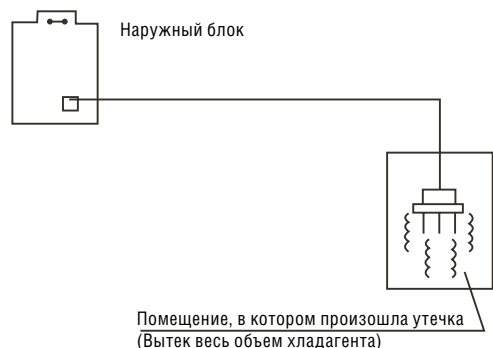 Наружный блок
Помещение, в котором произошла утечка
(Вытек весь объем хладагента)